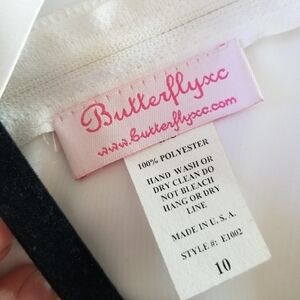 Butterflyxc
www.butterflyxc.com
100% POLYESTER
HAND WASH OR
DRY CLEAN DO
NOT BLEACH
HANG OR DRY
LINE
MADE IN U. S. A.
STYLE #: E1002
10